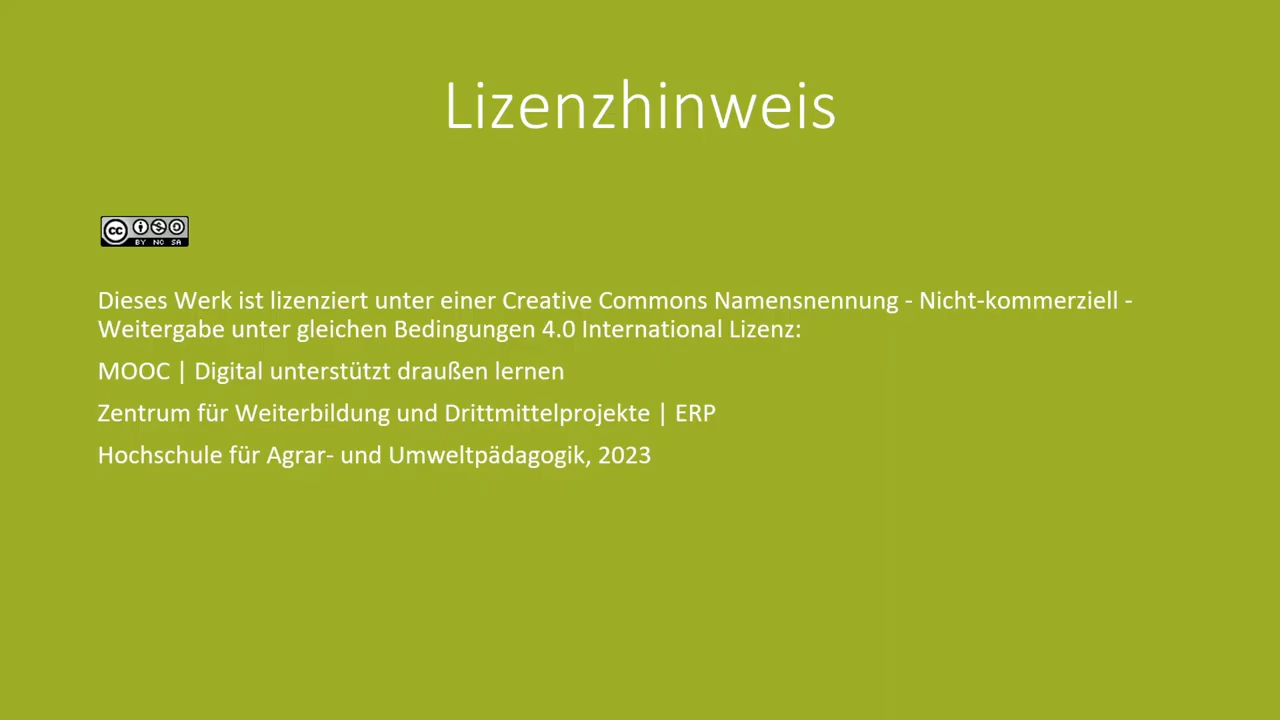 Lizenzhinweis
cc
BY NC SA
Dieses Werk ist lizenziert unter einer Creative Commons Namensnennung - Nicht-kommerziell -
Weitergabe unter gleichen Bedingungen 4.0 International Lizenz:
MOOC | Digital unterstützt draußen lernen
Zentrum für Weiterbildung und Drittmittelprojekte | ERP
Hochschule für Agrar- und Umweltpädagogik, 2023